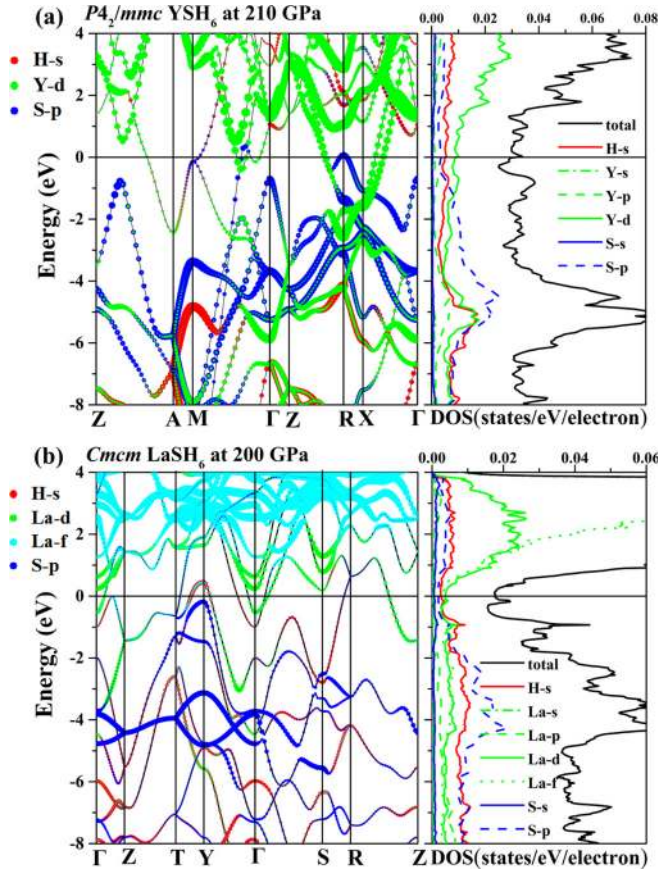 (a) P4₂/mmc YSH₆ at 210 GPa
0.00 0.02 0.04 0.06 0.08
H-s
Y-d
S-p
4
2
0
-2
-4
-6
-8
Energy (eV)
total
H-s
Y-s
Y-p
Y-d
S-s
S-p
Z A M Γ Z R X Γ
DOS(states/eV/electron)
(b) Cmcm LaSH₆ at 200 GPa
0.00 0.02 0.04 0.06
H-s
La-d
La-f
S-p
4
2
0
-2
-4
-6
-8
Energy (eV)
total
H-s
La-s
La-p
La-d
La-f
S-s
S-p
Γ Z T Y Γ S R Z
DOS(states/eV/electron)